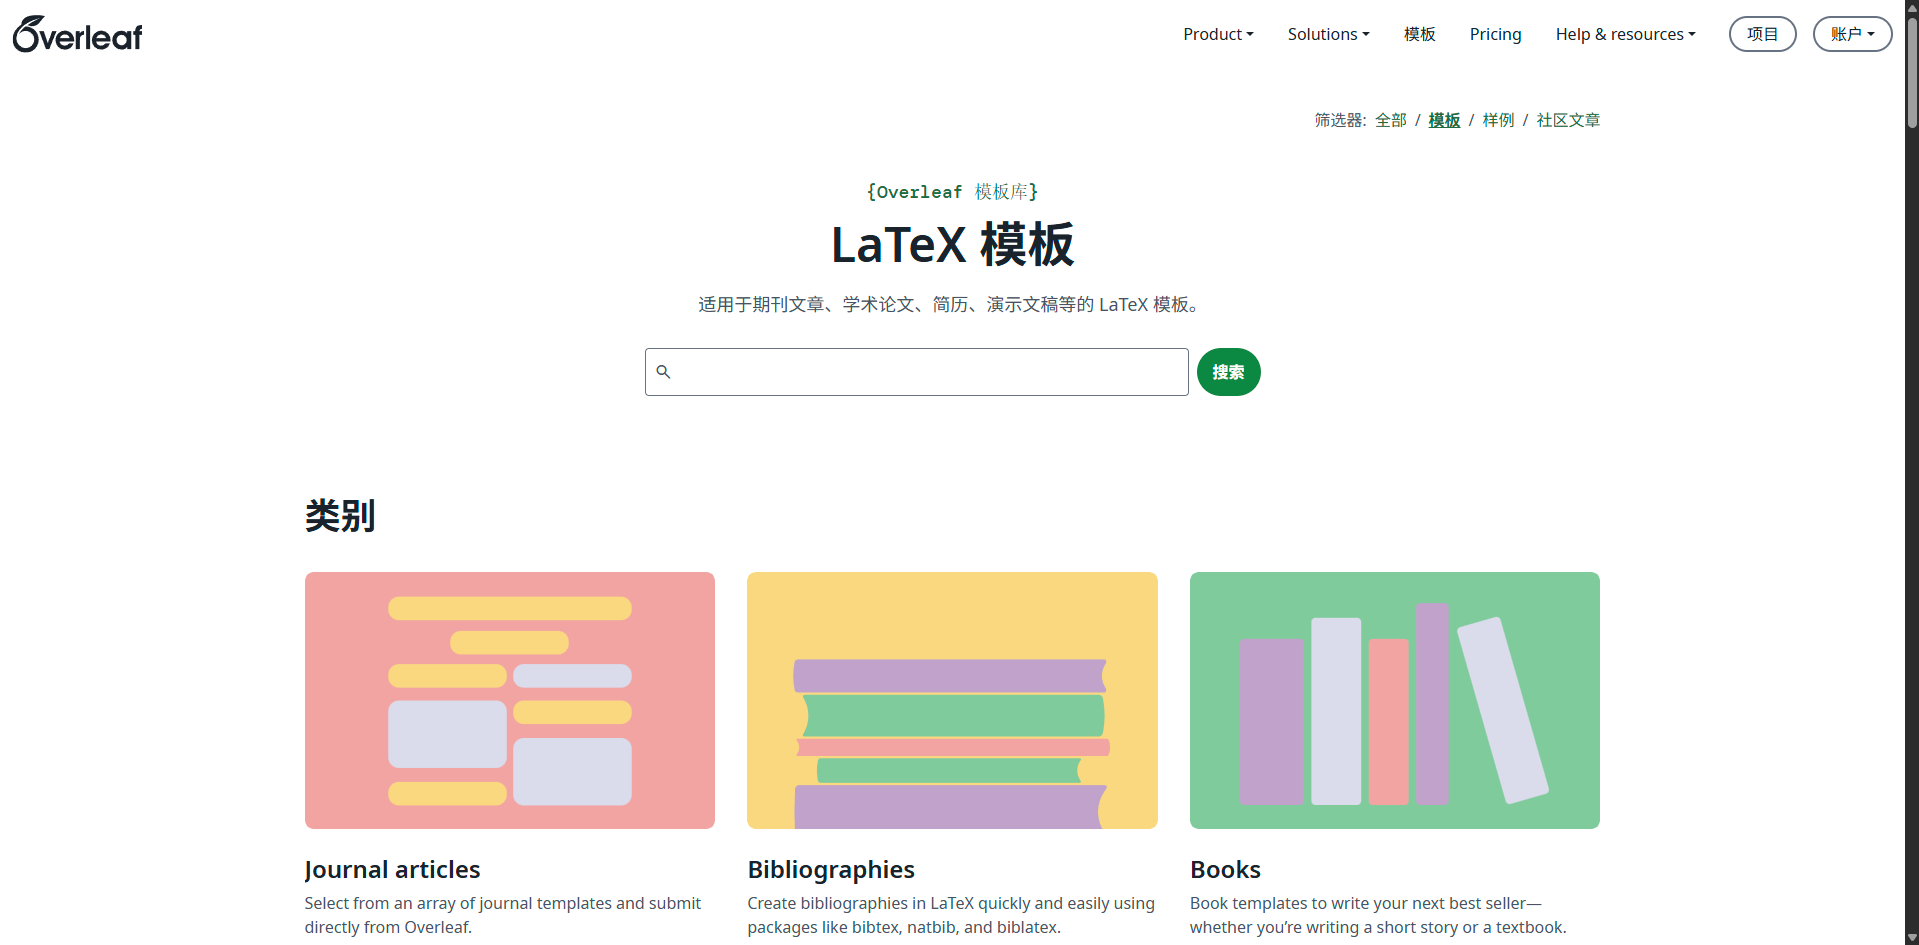 Overleaf
Product Solutions 模板 Pricing Help & resources 项目 账户
筛选器: 全部 / 模板 / 样例 / 社区文章
{Overleaf 模板库}
LaTeX 模板
适用于期刊文章、学术论文、简历、演示文稿等的 LaTeX 模板。
搜索
类别
Journal articles
Select from an array of journal templates and submit
directly from Overleaf.
Bibliographies
Create bibliographies in LaTeX quickly and easily using
packages like bibtex, natbib, and biblatex.
Books
Book templates to write your next best seller—
whether you’re writing a short story or a textbook.